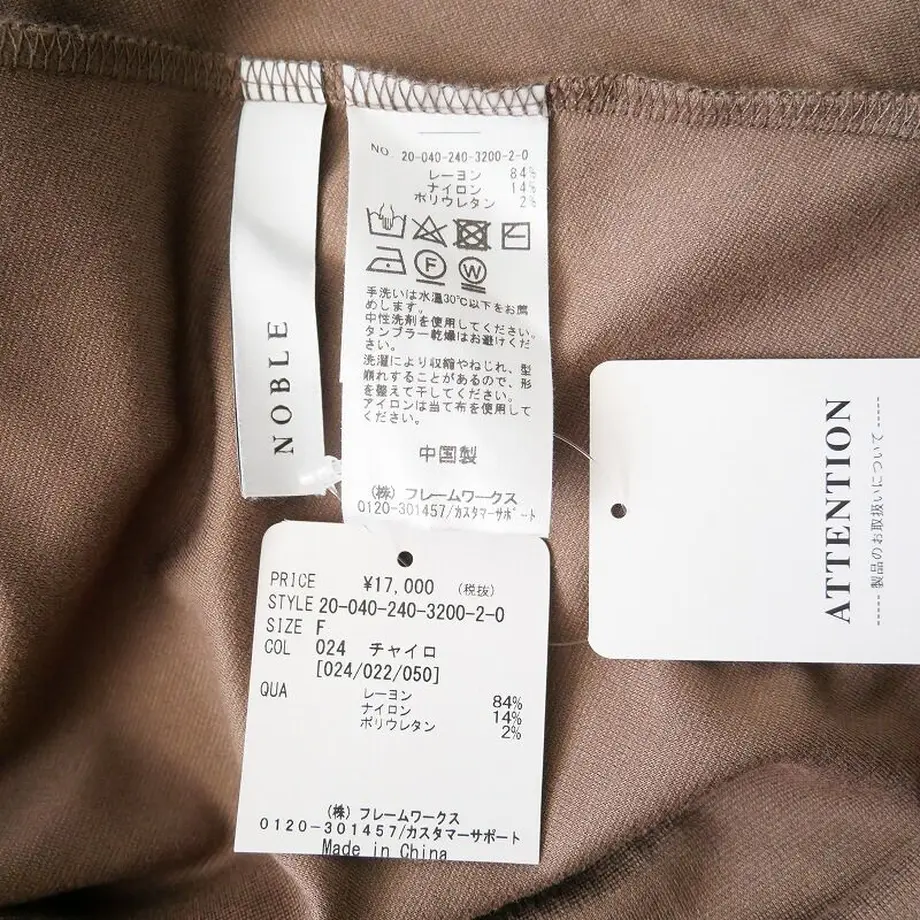 NOBLE
NO. 20-040-240-3200-2-0
レーヨン 84%
ナイロン 14%
ポリウレタン 2%
F W
手洗いは水温30℃以下をお薦
めします。
中性洗剤を使用してください。
タンブラー乾燥はお避けくだ
さい。
洗濯により収縮やねじれ、型
崩れすることがあるので、形
を整えて干してください。
アイロンは当て布を使用して
ください。
中国製
(株) フレームワークス
0120-301457/カスタマーサポート
PRICE ¥17,000 (税抜)
STYLE 20-040-240-3200-2-0
SIZE F
COL 024 チャイロ
[024/022/050]
QUA レーヨン 84%
ナイロン 14%
ポリウレタン 2%
(株) フレームワークス
0120-301457/カスタマーサポート
Made in China
ATTENTION
----- 製品のお取扱いについて -----